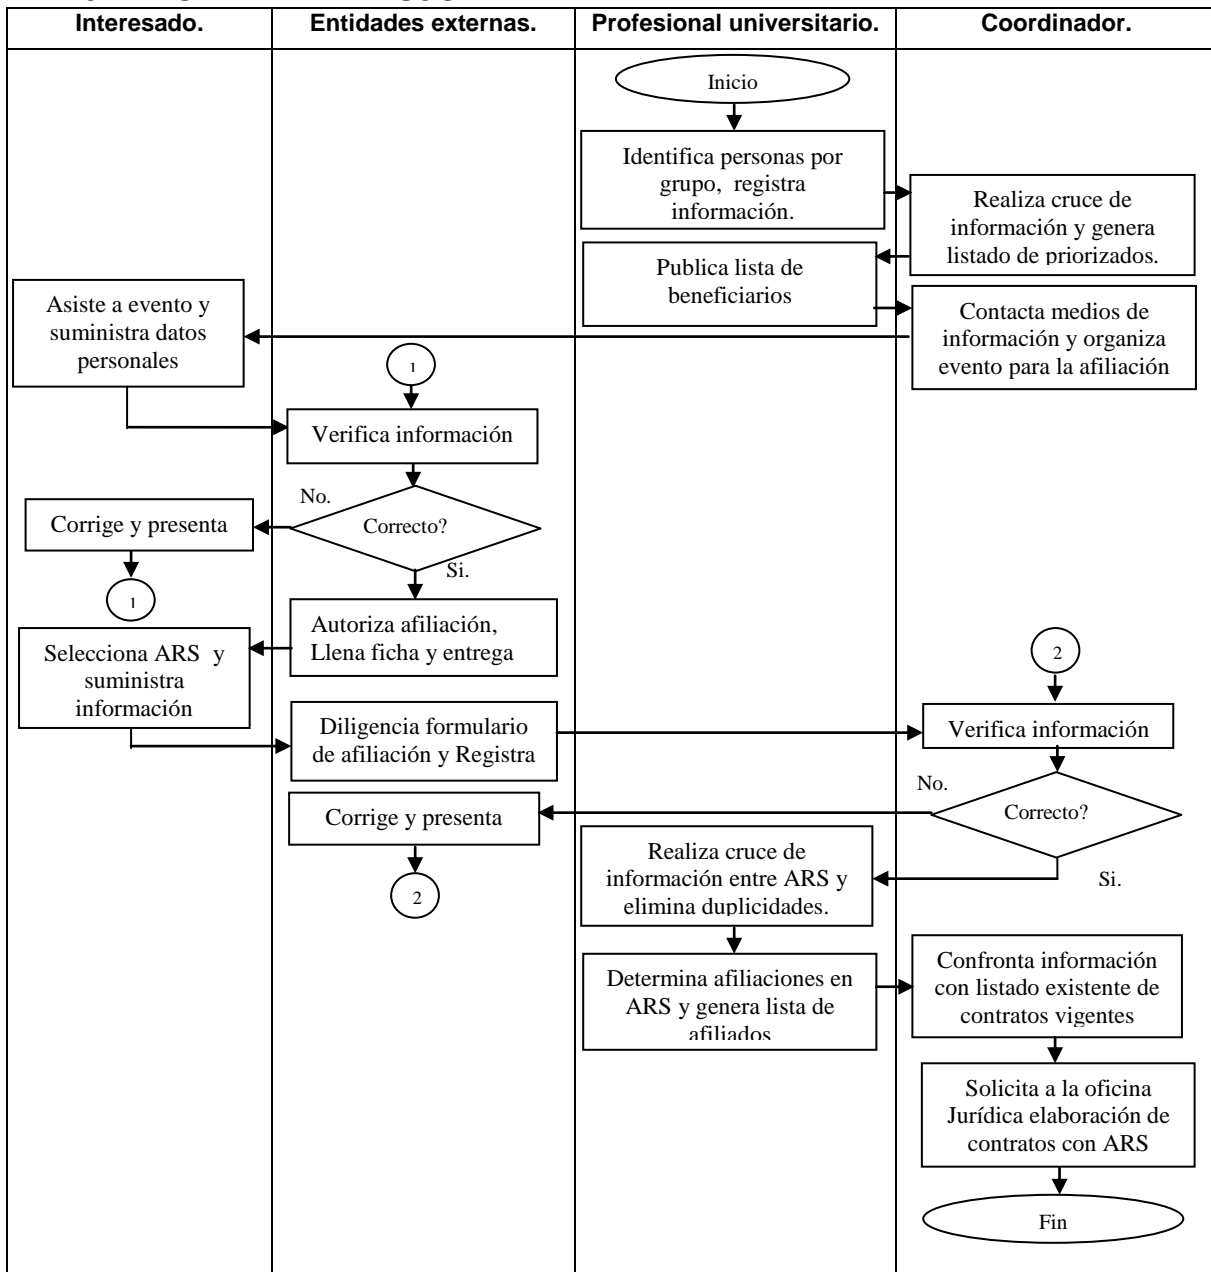 Interesado.
Entidades externas.
Profesional universitario.
Coordinador.
Inicio
Identifica personas por
grupo, registra
información.
Realiza cruce de
información y genera
listado de priorizados.
Publica lista de
beneficiarios
Contacta medios de
información y organiza
evento para la afiliación
Asiste a evento y
suministra datos
personales
1
Verifica información
Correcto?
No.
Corrige y presenta
1
Si.
Autoriza afiliación,
Llena ficha y entrega
Selecciona ARS y
suministra
información
Diligencia formulario
de afiliación y Registra
2
Verifica información
Correcto?
No.
Corrige y presenta
2
Si.
Realiza cruce de
información entre ARS y
elimina duplicidades.
Determina afiliaciones en
ARS y genera lista de
afiliados
Confronta información
con listado existente de
contratos vigentes
Solicita a la oficina
Jurídica elaboración de
contratos con ARS
Fin